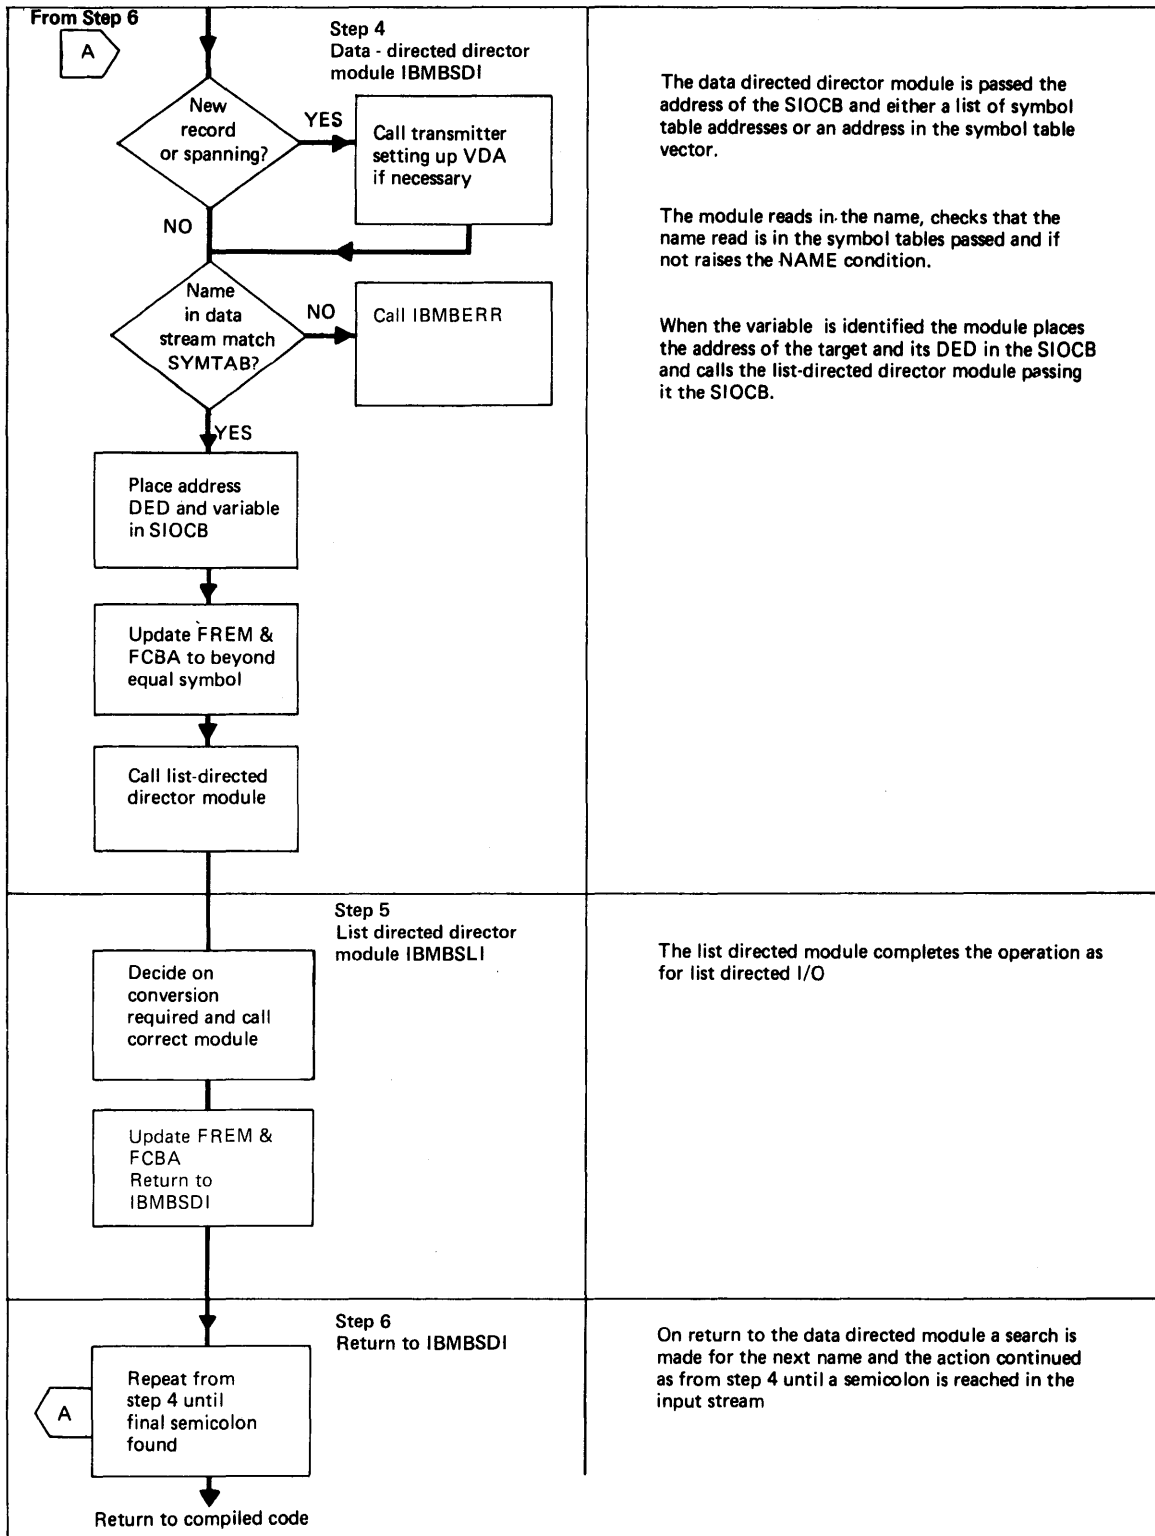 From Step 6
A
Step 4
Data - directed director
module IBMBSDI
New
record
or spanning?
YES
Call transmitter
setting up VDA
if necessary
NO
Name
in data
stream match
SYMTAB?
NO
Call IBMBERR
YES
Place address
DED and variable
in SIOCB
Update FREM &
FCBA to beyond
equal symbol
Call list-directed
director module
The data directed director module is passed the
address of the SIOCB and either a list of symbol
table addresses or an address in the symbol table
vector.
The module reads in the name, checks that the
name read is in the symbol tables passed and if
not raises the NAME condition.
When the variable is identified the module places
the address of the target and its DED in the SIOCB
and calls the list-directed director module passing
it the SIOCB.
Step 5
List directed director
module IBMBSLI
Decide on
conversion
required and call
correct module
Update FREM &
FCBA
Return to
IBMBSDI
The list directed module completes the operation as
for list directed I/O
Step 6
Return to IBMBSDI
A
Repeat from
step 4 until
final semicolon
found
Return to compiled code
On return to the data directed module a search is
made for the next name and the action continued
as from step 4 until a semicolon is reached in the
input stream